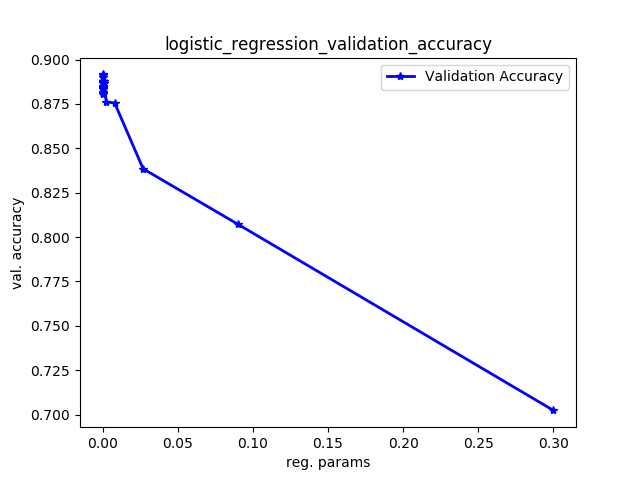 logistic_regression_validation_accuracy
Validation Accuracy
val. accuracy
0.900
0.875
0.850
0.825
0.800
0.775
0.750
0.725
0.700
0.00 0.05 0.10 0.15 0.20 0.25 0.30
reg. params